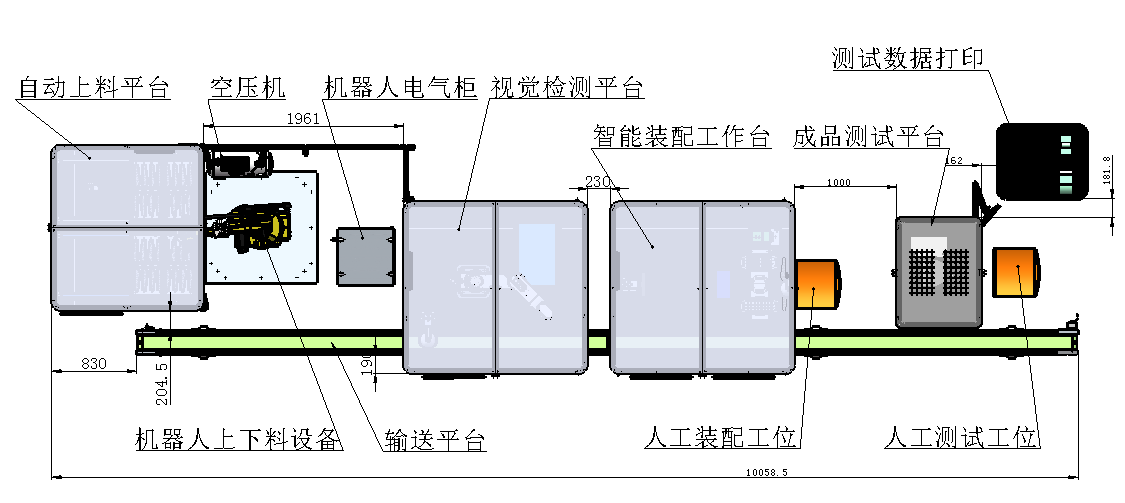 测试数据打印
自动上料平台
空压机
机器人电气柜
视觉检测平台
1961
智能装配工作台
成品测试平台
162
181.8
230
1000
830
204.5
190
机器人上下料设备
输送平台
人工装配工位
人工测试工位
10058.5